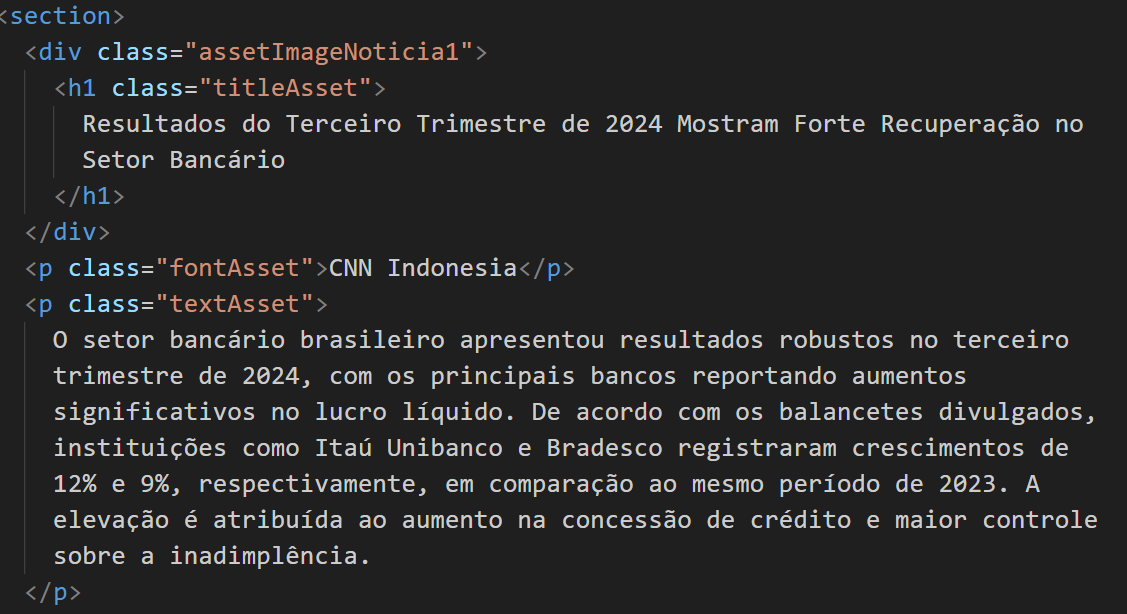 <section>
<div class="assetImageNoticia1">
<h1 class="titleAsset">
Resultados do Terceiro Trimestre de 2024 Mostram Forte Recuperação no
Setor Bancário
</h1>
</div>
<p class="fontAsset">CNN Indonesia</p>
<p class="textAsset">
O setor bancário brasileiro apresentou resultados robustos no terceiro
trimestre de 2024, com os principais bancos reportando aumentos
significativos no lucro líquido. De acordo com os balancetes divulgados,
instituições como Itaú Unibanco e Bradesco registraram crescimentos de
12% e 9%, respectivamente, em comparação ao mesmo período de 2023. A
elevação é atribuída ao aumento na concessão de crédito e maior controle
sobre a inadimplência.
</p>